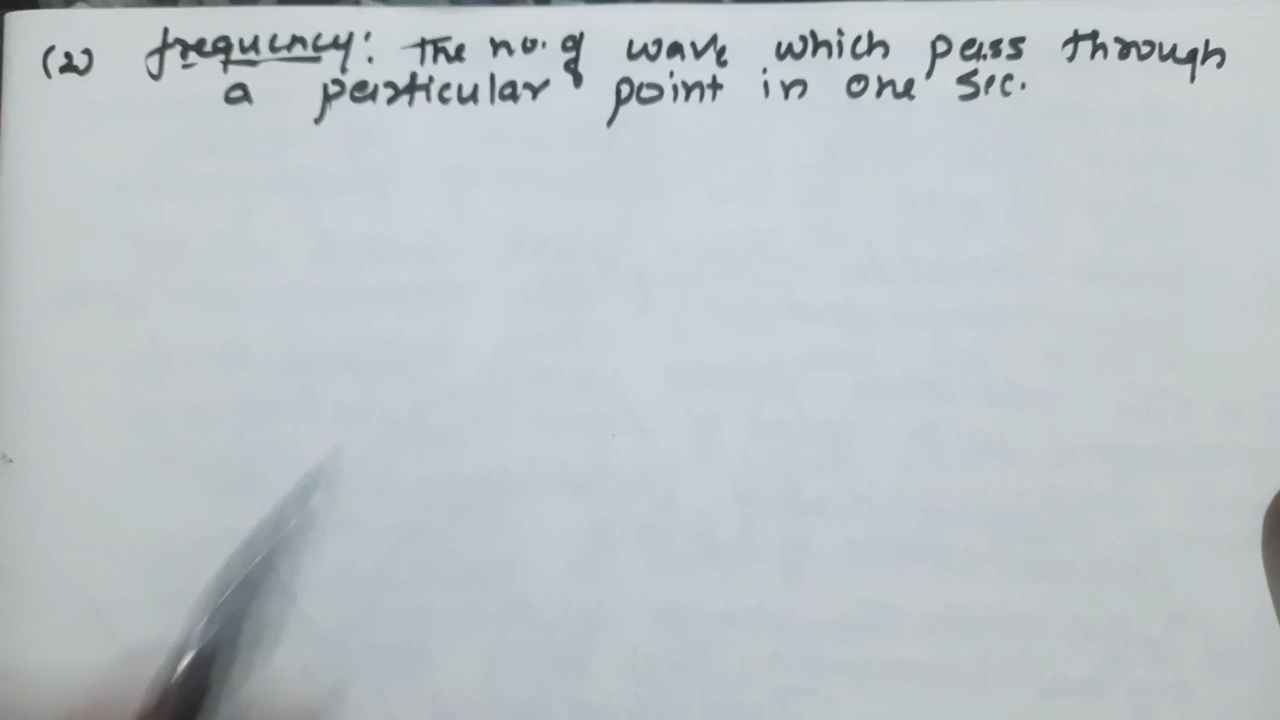 (2) frequency: The no. of wave which pass through
a particular point in one sec.